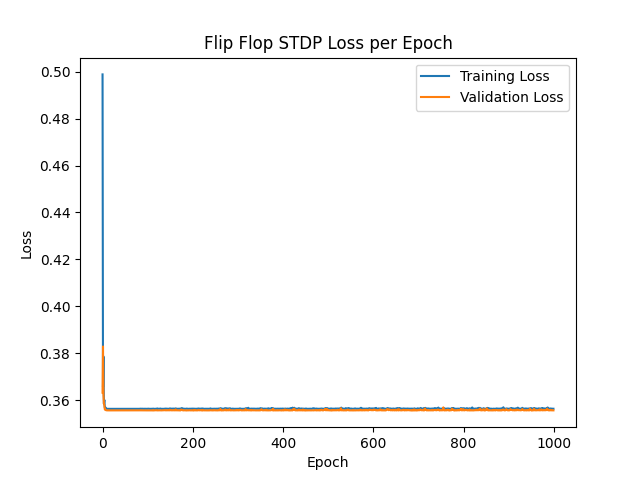 Flip Flop STDP Loss per Epoch
Training Loss
Validation Loss
0.50
0.48
0.46
0.44
0.42
0.40
0.38
0.36
Loss
0
200
400
600
800
1000
Epoch